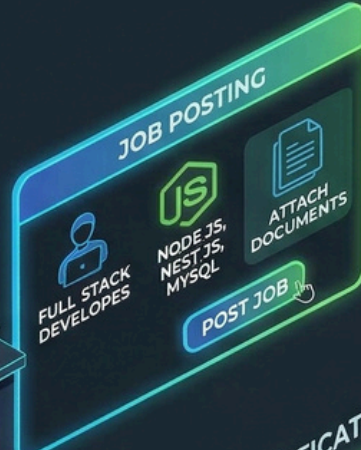 JOB POSTING
JS
FULL STACK
DEVELOPES
NODE JS,
NEST JS,
MYSQL
ATTACH
DOCUMENTS
POST JOB